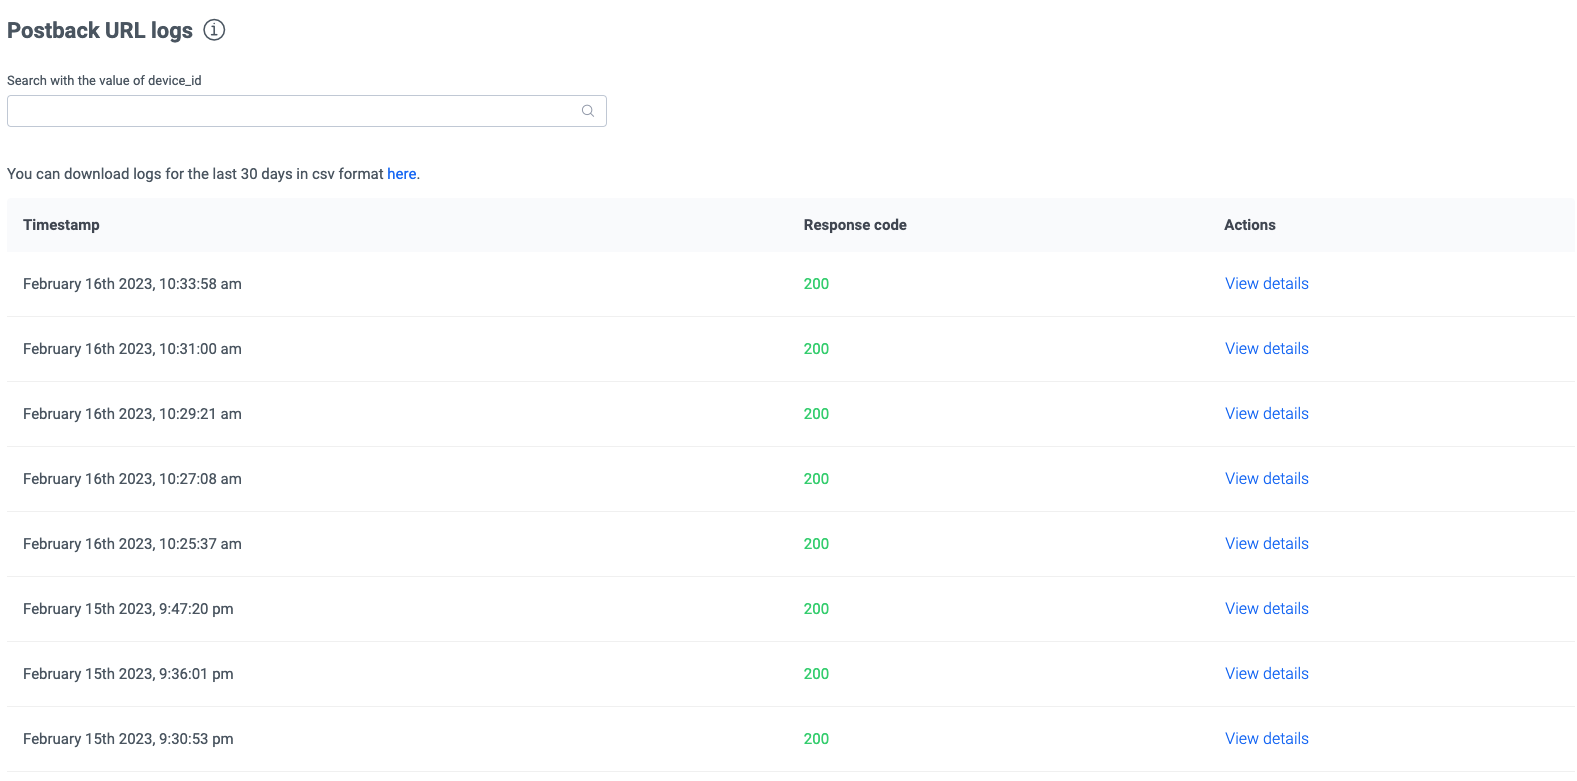 Postback URL logs
Search with the value of device_id
You can download logs for the last 30 days in csv format here.
Timestamp Response code Actions
February 16th 2023, 10:33:58 am 200 View details
February 16th 2023, 10:31:00 am 200 View details
February 16th 2023, 10:29:21 am 200 View details
February 16th 2023, 10:27:08 am 200 View details
February 16th 2023, 10:25:37 am 200 View details
February 15th 2023, 9:47:20 pm 200 View details
February 15th 2023, 9:36:01 pm 200 View details
February 15th 2023, 9:30:53 pm 200 View details